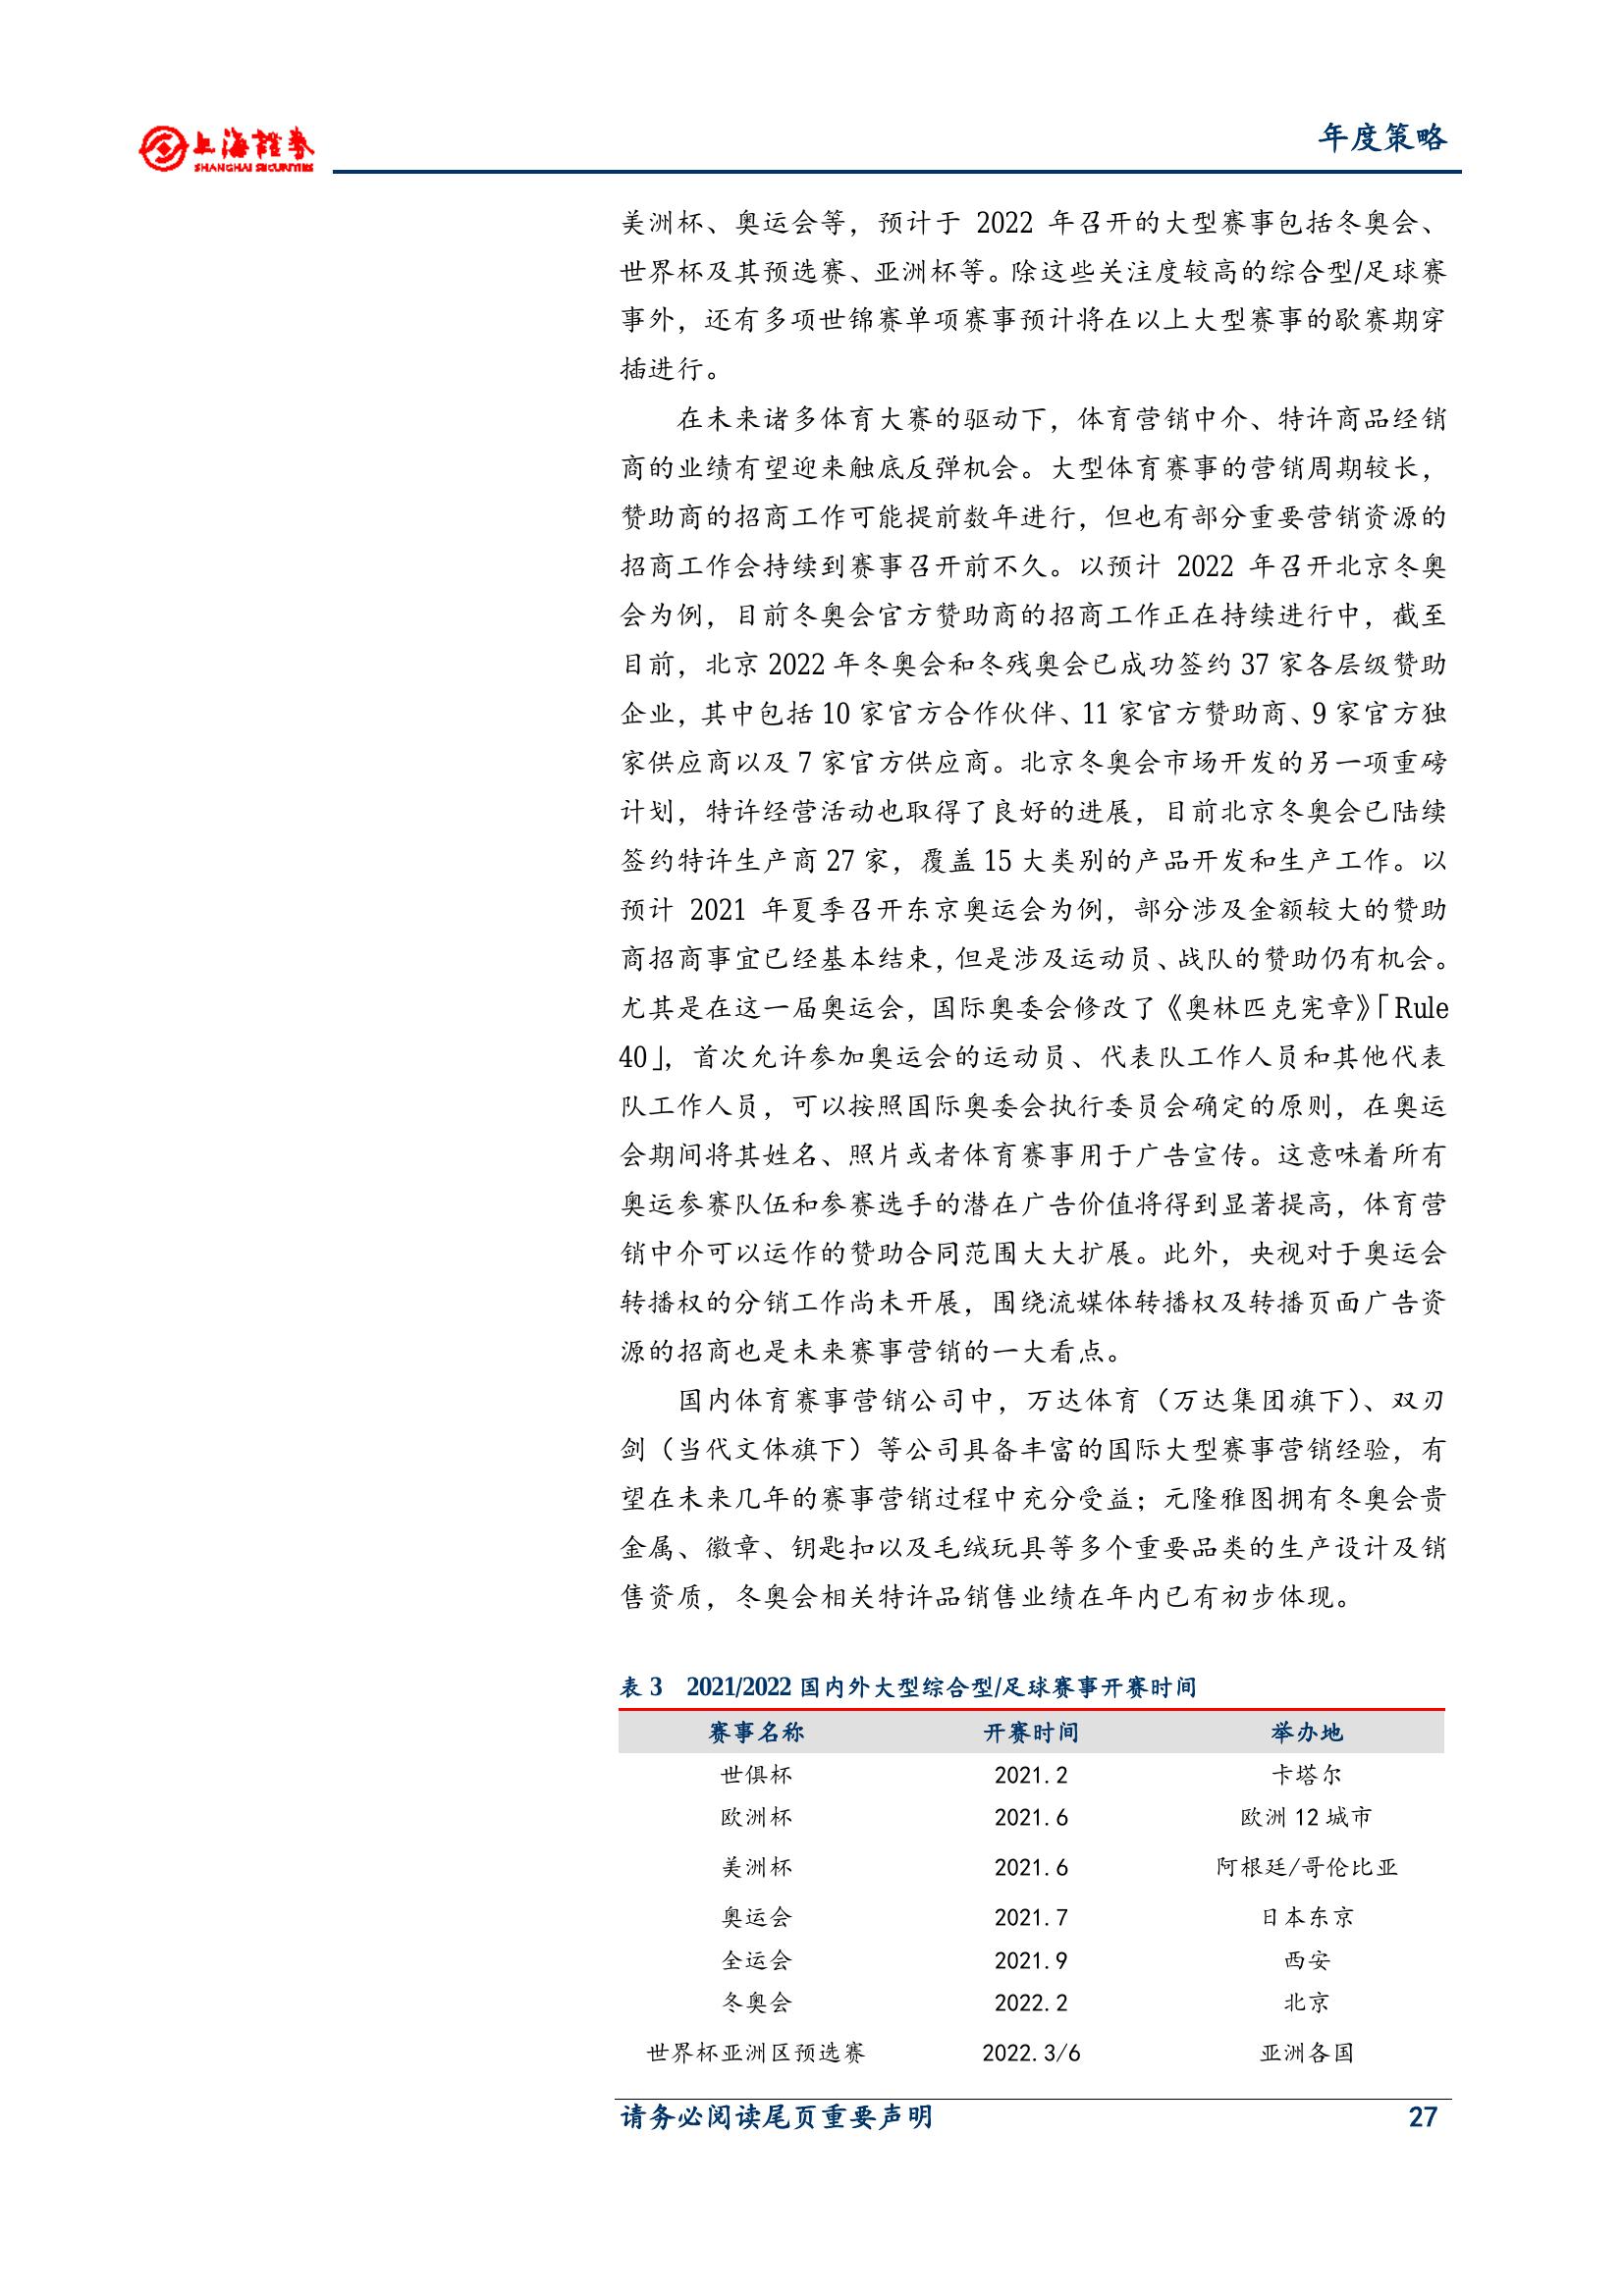 上海證券
SHANGHAI SECURITIES
年度策略
美洲杯、奥运会等，预计于 2022 年召开的大型赛事包括冬奥会、
世界杯及其预选赛、亚洲杯等。除这些关注度较高的综合型/足球赛
事外，还有多项世锦赛单项赛事预计将在以上大型赛事的歇赛期穿
插进行。
在未来诸多体育大赛的驱动下，体育营销中介、特许商品经销
商的业绩有望迎来触底反弹机会。大型体育赛事的营销周期较长，
赞助商的招商工作可能提前数年进行，但也有部分重要营销资源的
招商工作会持续到赛事召开前不久。以预计 2022 年召开北京冬奥
会为例，目前冬奥会官方赞助商的招商工作正在持续进行中，截至
目前，北京 2022 年冬奥会和冬残奥会已成功签约 37 家各层级赞助
企业，其中包括 10 家官方合作伙伴、11 家官方赞助商、9 家官方独
家供应商以及 7 家官方供应商。北京冬奥会市场开发的另一项重磅
计划，特许经营活动也取得了良好的进展，目前北京冬奥会已陆续
签约特许生产商 27 家，覆盖 15 大类别的产品开发和生产工作。以
预计 2021 年夏季召开东京奥运会为例，部分涉及金额较大的赞助
商招商事宜已经基本结束，但是涉及运动员、战队的赞助仍有机会。
尤其是在这一届奥运会，国际奥委会修改了《奥林匹克宪章》「Rule
40」，首次允许参加奥运会的运动员、代表队工作人员和其他代表
队工作人员，可以按照国际奥委会执行委员会确定的原则，在奥运
会期间将其姓名、照片或者体育赛事用于广告宣传。这意味着所有
奥运参赛队伍和参赛选手的潜在广告价值将得到显著提高，体育营
销中介可以运作的赞助合同范围大大扩展。此外，央视对于奥运会
转播权的分销工作尚未开展，围绕流媒体转播权及转播页面广告资
源的招商也是未来赛事营销的一大看点。
国内体育赛事营销公司中，万达体育（万达集团旗下）、双刃
剑（当代文体旗下）等公司具备丰富的国际大型赛事营销经验，有
望在未来几年的赛事营销过程中充分受益；元隆雅图拥有冬奥会贵
金属、徽章、钥匙扣以及毛绒玩具等多个重要品类的生产设计及销
售资质，冬奥会相关特许品销售业绩在年内已有初步体现。
表 3 2021/2022 国内外大型综合型/足球赛事开赛时间
赛事名称 开赛时间 举办地
世俱杯 2021.2 卡塔尔
欧洲杯 2021.6 欧洲 12 城市
美洲杯 2021.6 阿根廷/哥伦比亚
奥运会 2021.7 日本东京
全运会 2021.9 西安
冬奥会 2022.2 北京
世界杯亚洲区预选赛 2022.3/6 亚洲各国
请务必阅读尾页重要声明 27